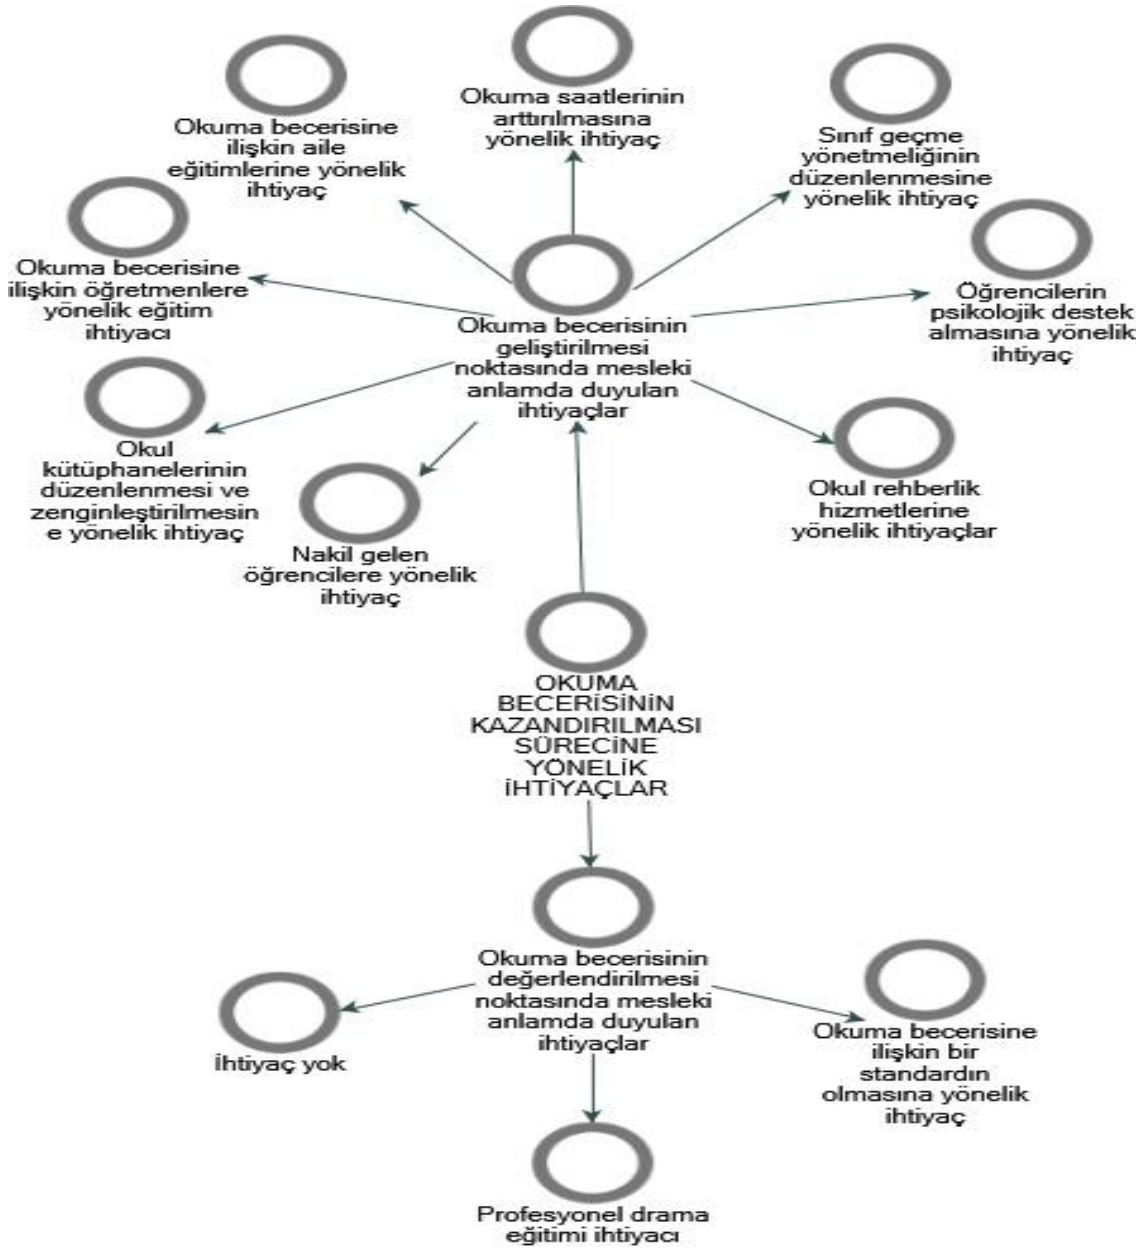 Okuma saatlerinin
arttırılmasına
yönelik ihtiyaç
Okuma becerisine
ilişkin aile
eğitimlerine yönelik
ihtiyaç
Sınıf geçme
yönetmeliğinin
düzenlenmesine
yönelik ihtiyaç
Okuma becerisine
ilişkin öğretmenlere
yönelik eğitim
ihtiyacı
Öğrencilerin
psikolojik destek
almasına yönelik
ihtiyaç
Okuma becerisinin
geliştirilmesi
noktasında mesleki
anlamda duyulan
ihtiyaçlar
Okul
kütüphanelerinin
düzenlenmesi ve
zenginleştirilmesin
e yönelik ihtiyaç
Okul rehberlik
hizmetlerine
yönelik ihtiyaçlar
Nakil gelen
öğrencilere yönelik
ihtiyaç
OKUMA
BECERİSİNİN
KAZANDIRILMASI
SÜRECİNE
YÖNELİK
İHTİYAÇLAR
Okuma becerisinin
değerlendirilmesi
noktasında mesleki
anlamda duyulan
ihtiyaçlar
İhtiyaç yok
Okuma becerisine
ilişkin bir
standardın
olmasına yönelik
ihtiyaç
Profesyonel drama
eğitimi ihtiyacı